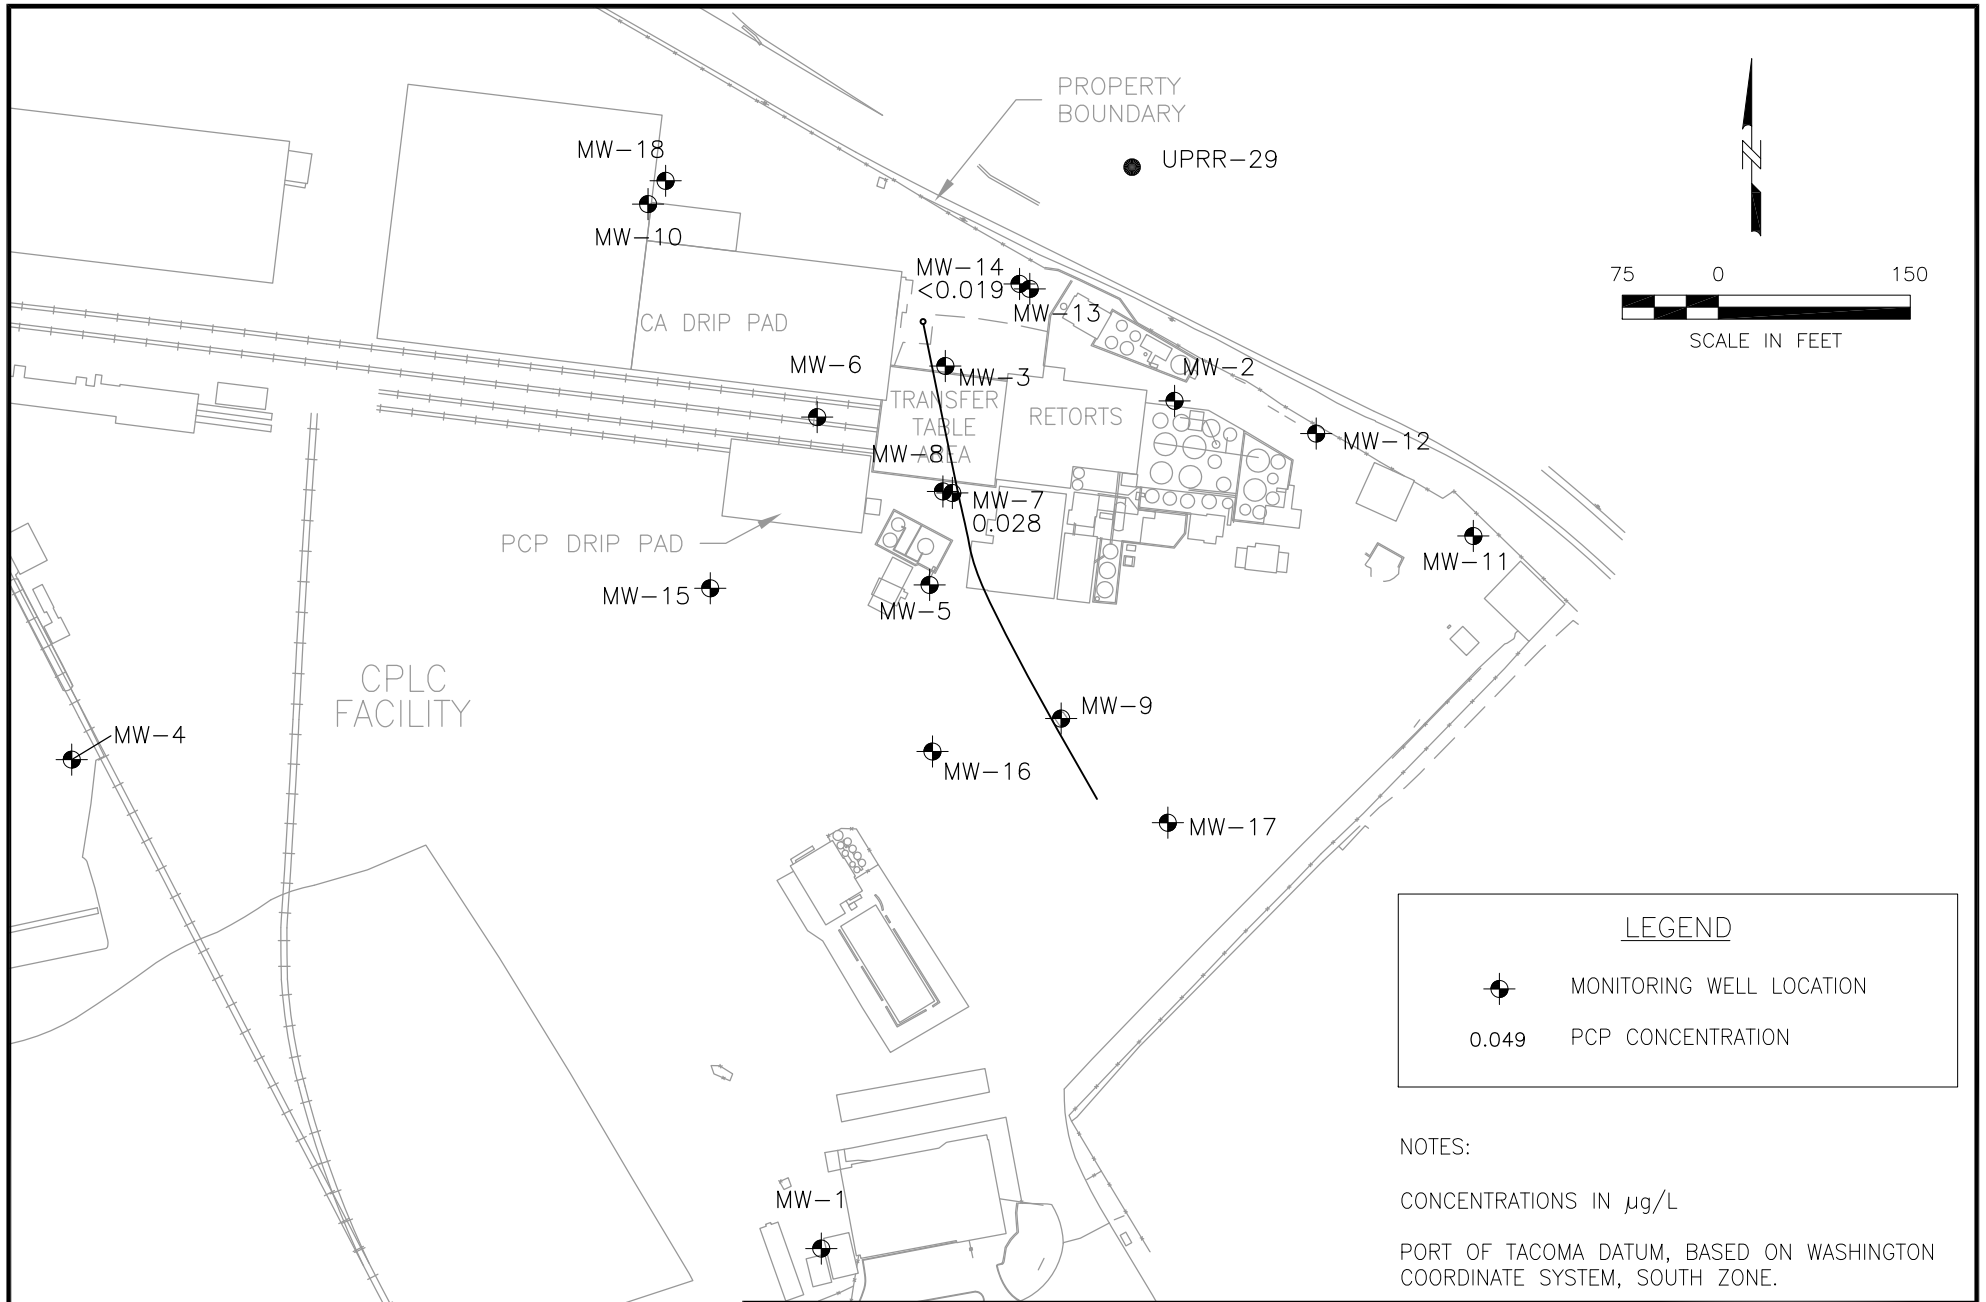 PROPERTY
BOUNDARY
UPRR-29
N
75 0 150
SCALE IN FEET
MW-18
MW-10
MW-14
<0.019
MW-13
CA DRIP PAD
MW-6
MW-3
MW-2
TRANSFER
TABLE
AREA
RETORTS
MW-12
MW-8
MW-7
0.028
PCP DRIP PAD
MW-11
MW-15
MW-5
CPLC
FACILITY
MW-9
MW-4
MW-16
MW-17
LEGEND
MONITORING WELL LOCATION
0.049 PCP CONCENTRATION
NOTES:
CONCENTRATIONS IN µg/L
MW-1
PORT OF TACOMA DATUM, BASED ON WASHINGTON
COORDINATE SYSTEM, SOUTH ZONE.